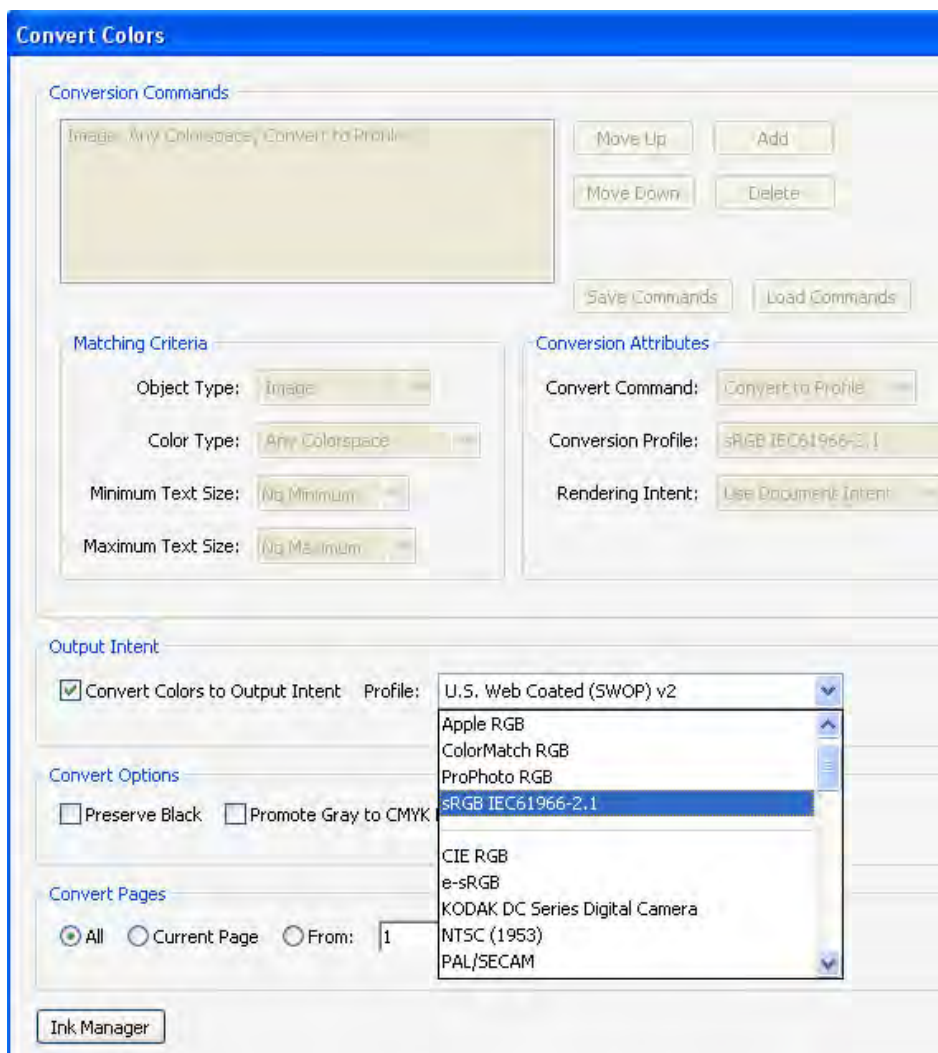 Convert Colors
Conversion Commands
Image, Any Colorspace, Convert to Profile
Move Up
Add
Move Down
Delete
Save Commands
Load Commands
Matching Criteria
Object Type: Image
Color Type: Any Colorspace
Minimum Text Size: No Minimum
Maximum Text Size: No Maximum
Conversion Attributes
Convert Command: Convert to Profile
Conversion Profile: sRGB IEC61966-2.1
Rendering Intent: Use Document Intent
Output Intent
Convert Colors to Output Intent Profile: U.S. Web Coated (SWOP) v2
Apple RGB
ColorMatch RGB
ProPhoto RGB
sRGB IEC61966-2.1
CIE RGB
e-sRGB
KODAK DC Series Digital Camera
NTSC (1953)
PAL/SECAM
Convert Options
Preserve Black Promote Gray to CMYK
Convert Pages
All Current Page From: 1
Ink Manager